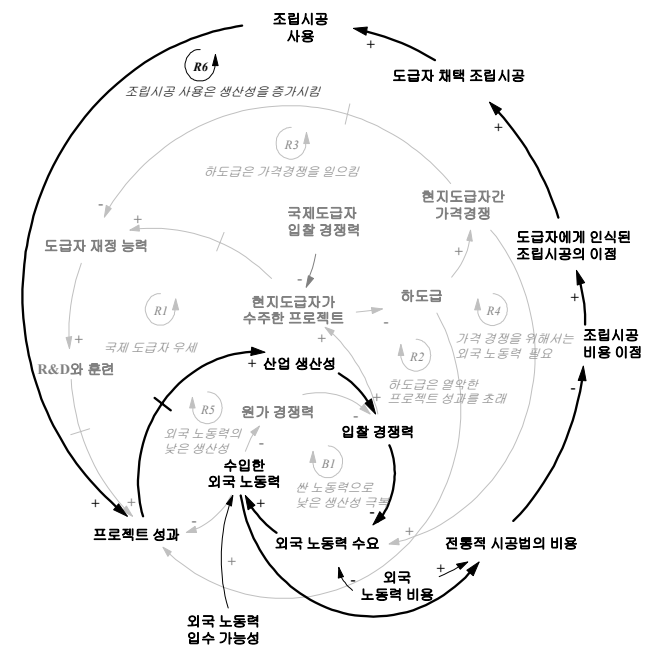 조립시공
사용
+
도급자 채택 조립시공
R6
조립시공 사용은 생산성을 증가시킴
+
R3
하도급은 가격경쟁을 일으킴
현지도급자간
가격경쟁
-
+
국제도급자
입찰 경쟁력
도급자 재정 능력
도급자에게 인식된
조립시공의 이점
+
-
현지도급자가
수주한 프로젝트
하도급
-
+
R1
R4
+
국제 도급자 우세
+
R&D와 훈련
가격 경쟁을 위해서는
외국 노동력 필요
조립시공
비용 이점
R2
+ 산업 생산성
하도급은 열악한
프로젝트 성과를 초래
-
R5
원가 경쟁력
+
-
입찰 경쟁력
외국 노동력의
낮은 생산성
-
B1
수입한
외국 노동력
싼 노동력으로
낮은 생산성 극복
+
+
+
-
프로젝트 성과
-
외국 노동력 수요
+
전통적 시공법의 비용
+
-
외국
노동력 비용
+
외국 노동력
입수 가능성